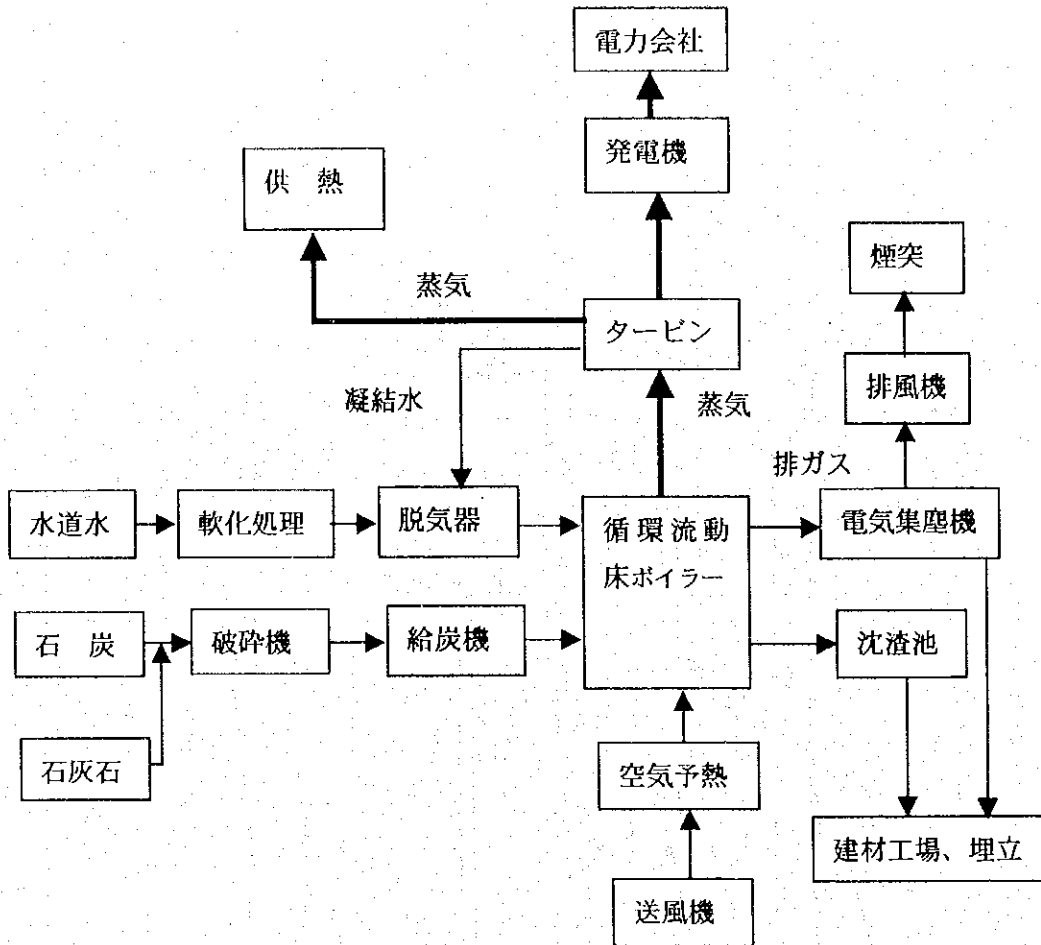 電力会社
発電機
供 熱
煙突
蒸気
タービン
排風機
凝結水
蒸気
排ガス
水道水
軟化処理
脱気器
循環流動
床ボイラー
電気集塵機
石 炭
破砕機
給炭機
沈渣池
石灰石
空気予熱
建材工場、埋立
送風機